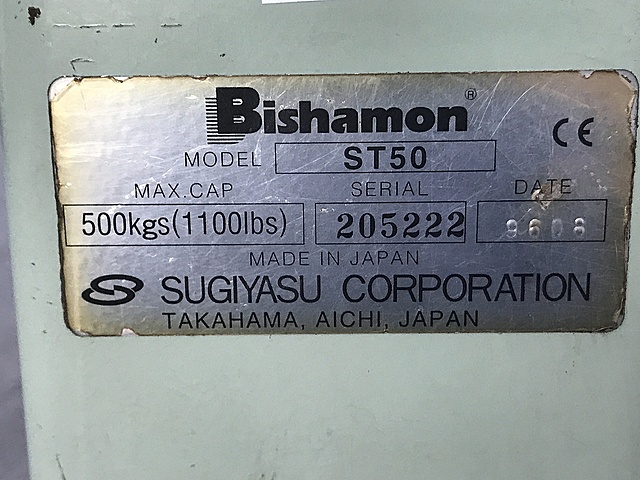 Bishamon®
CE
MODEL ST50
MAX.CAP SERIAL DATE
500kgs(1100lbs) 205222 9608
MADE IN JAPAN
SUGIYASU CORPORATION
TAKAHAMA, AICHI, JAPAN